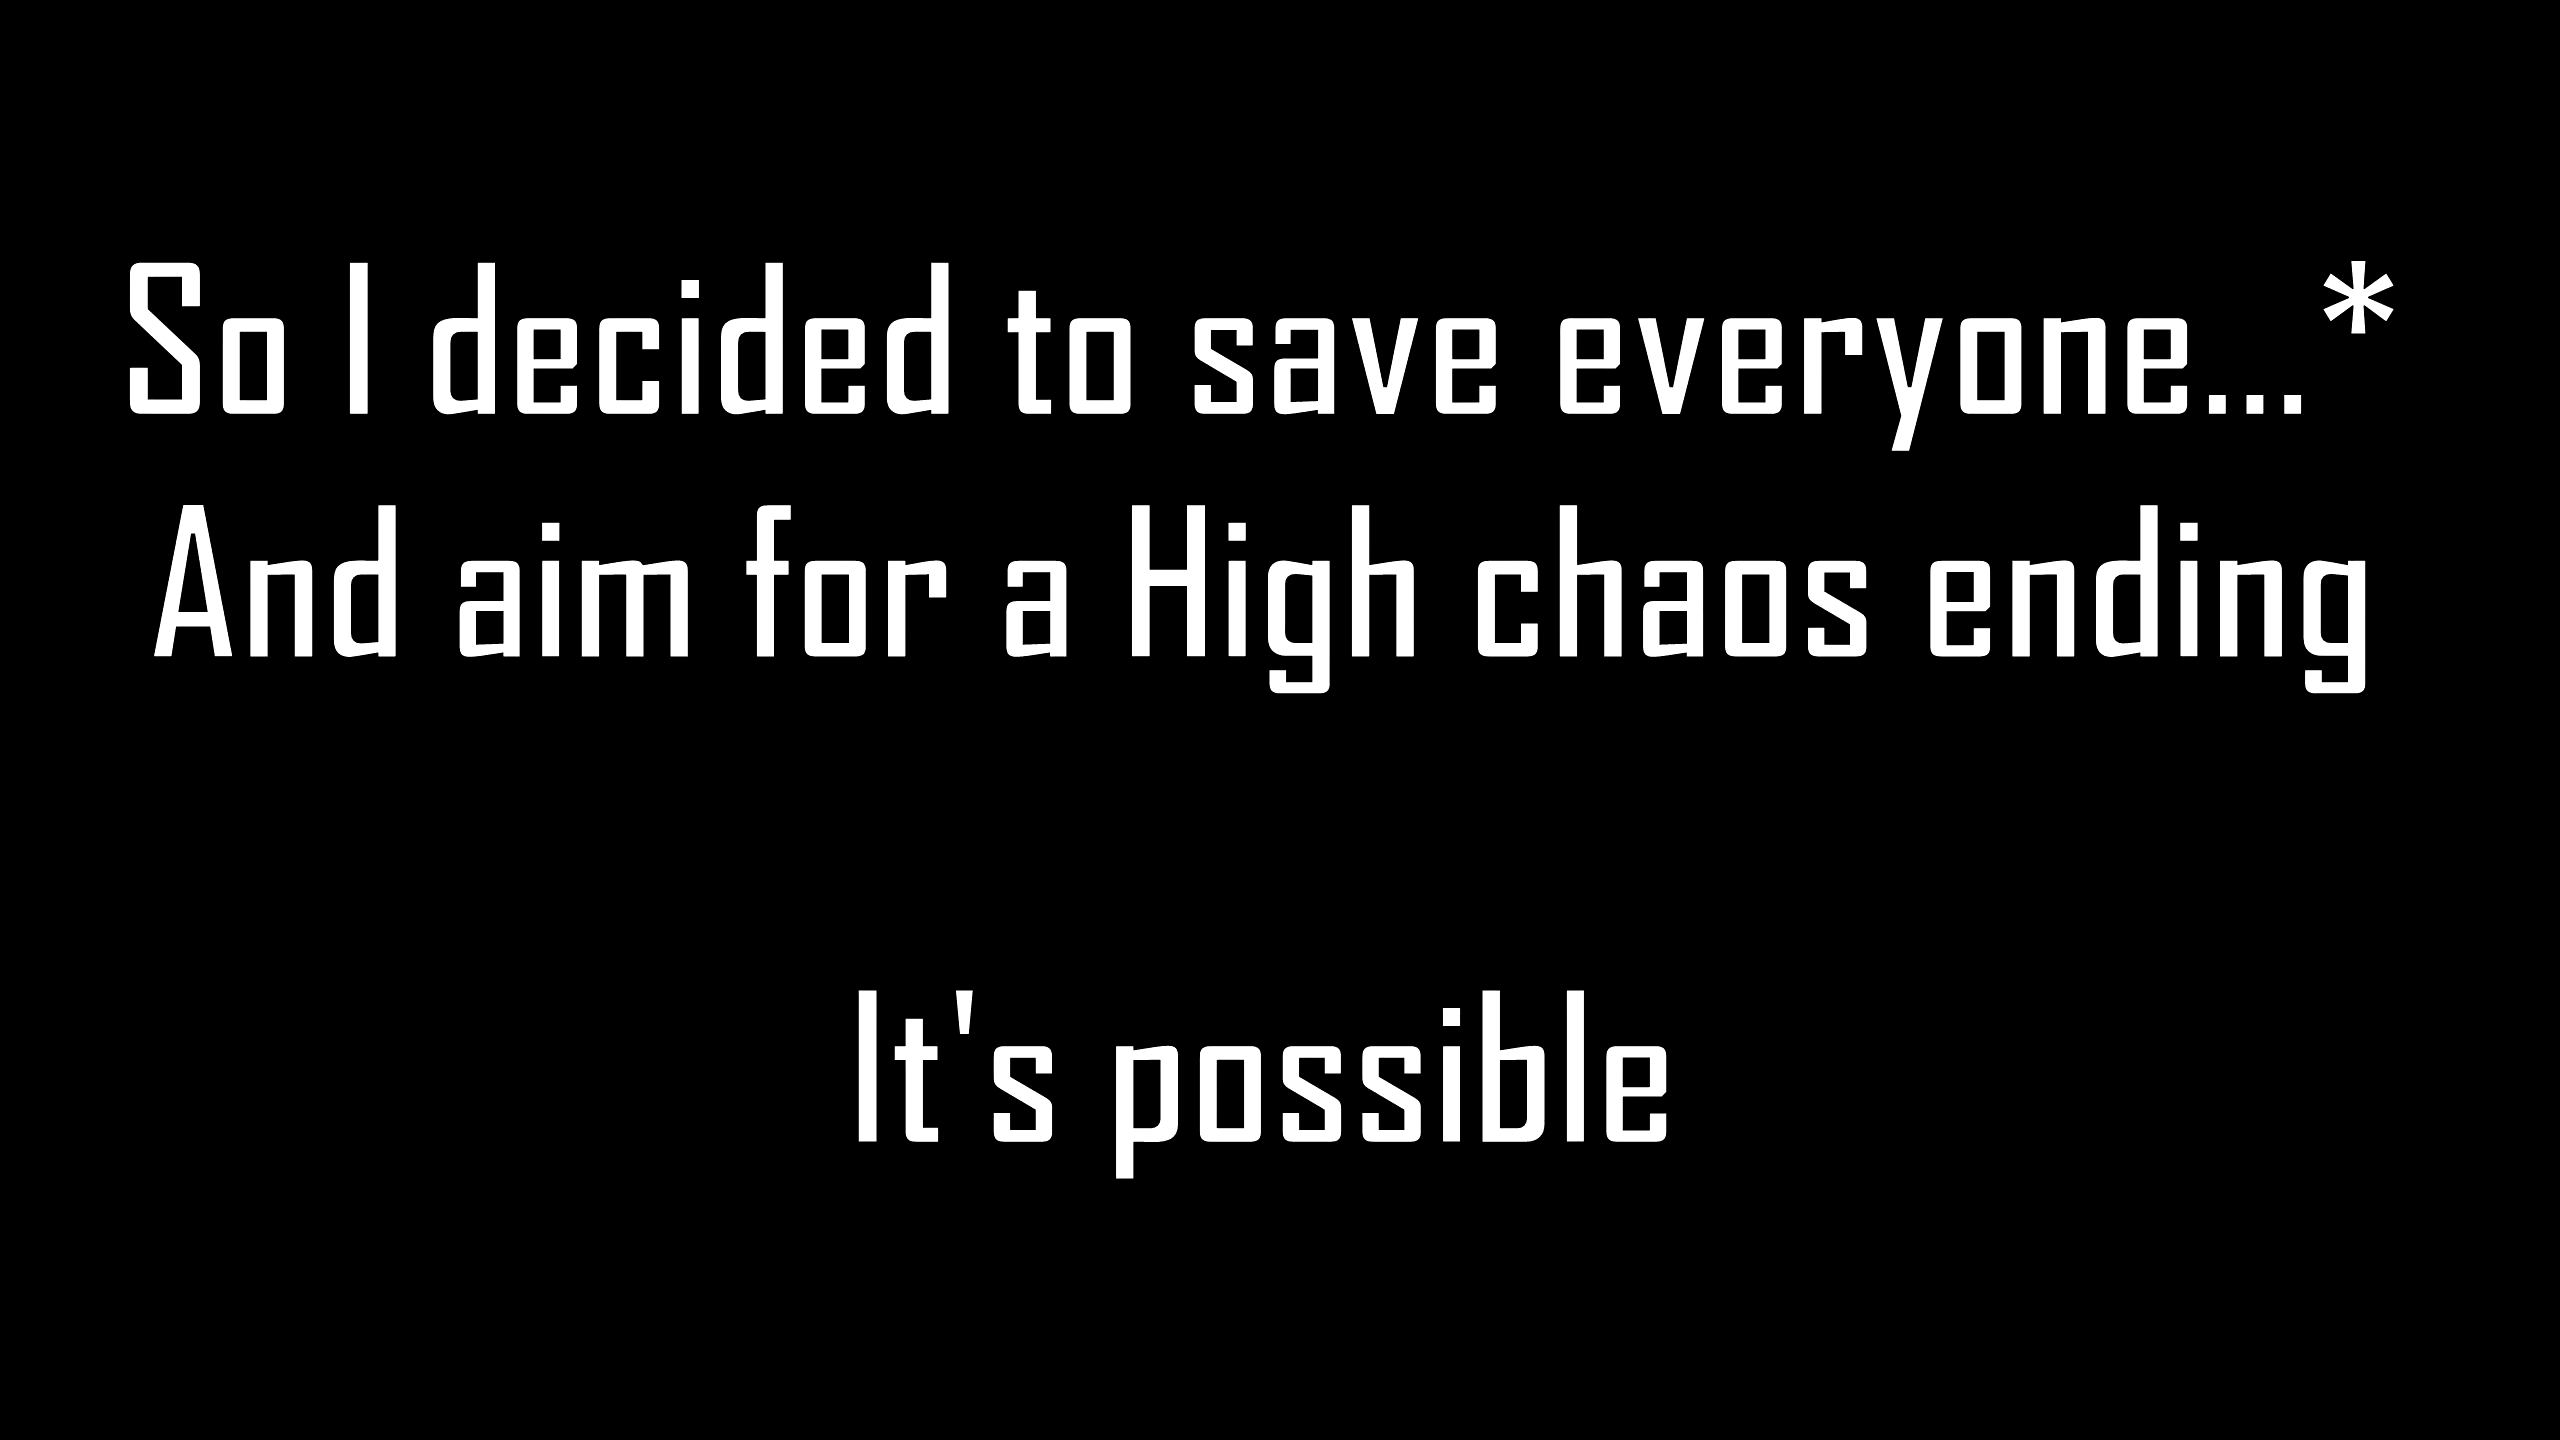 So I decided to save everyone...*
And aim for a High chaos ending
It's possible